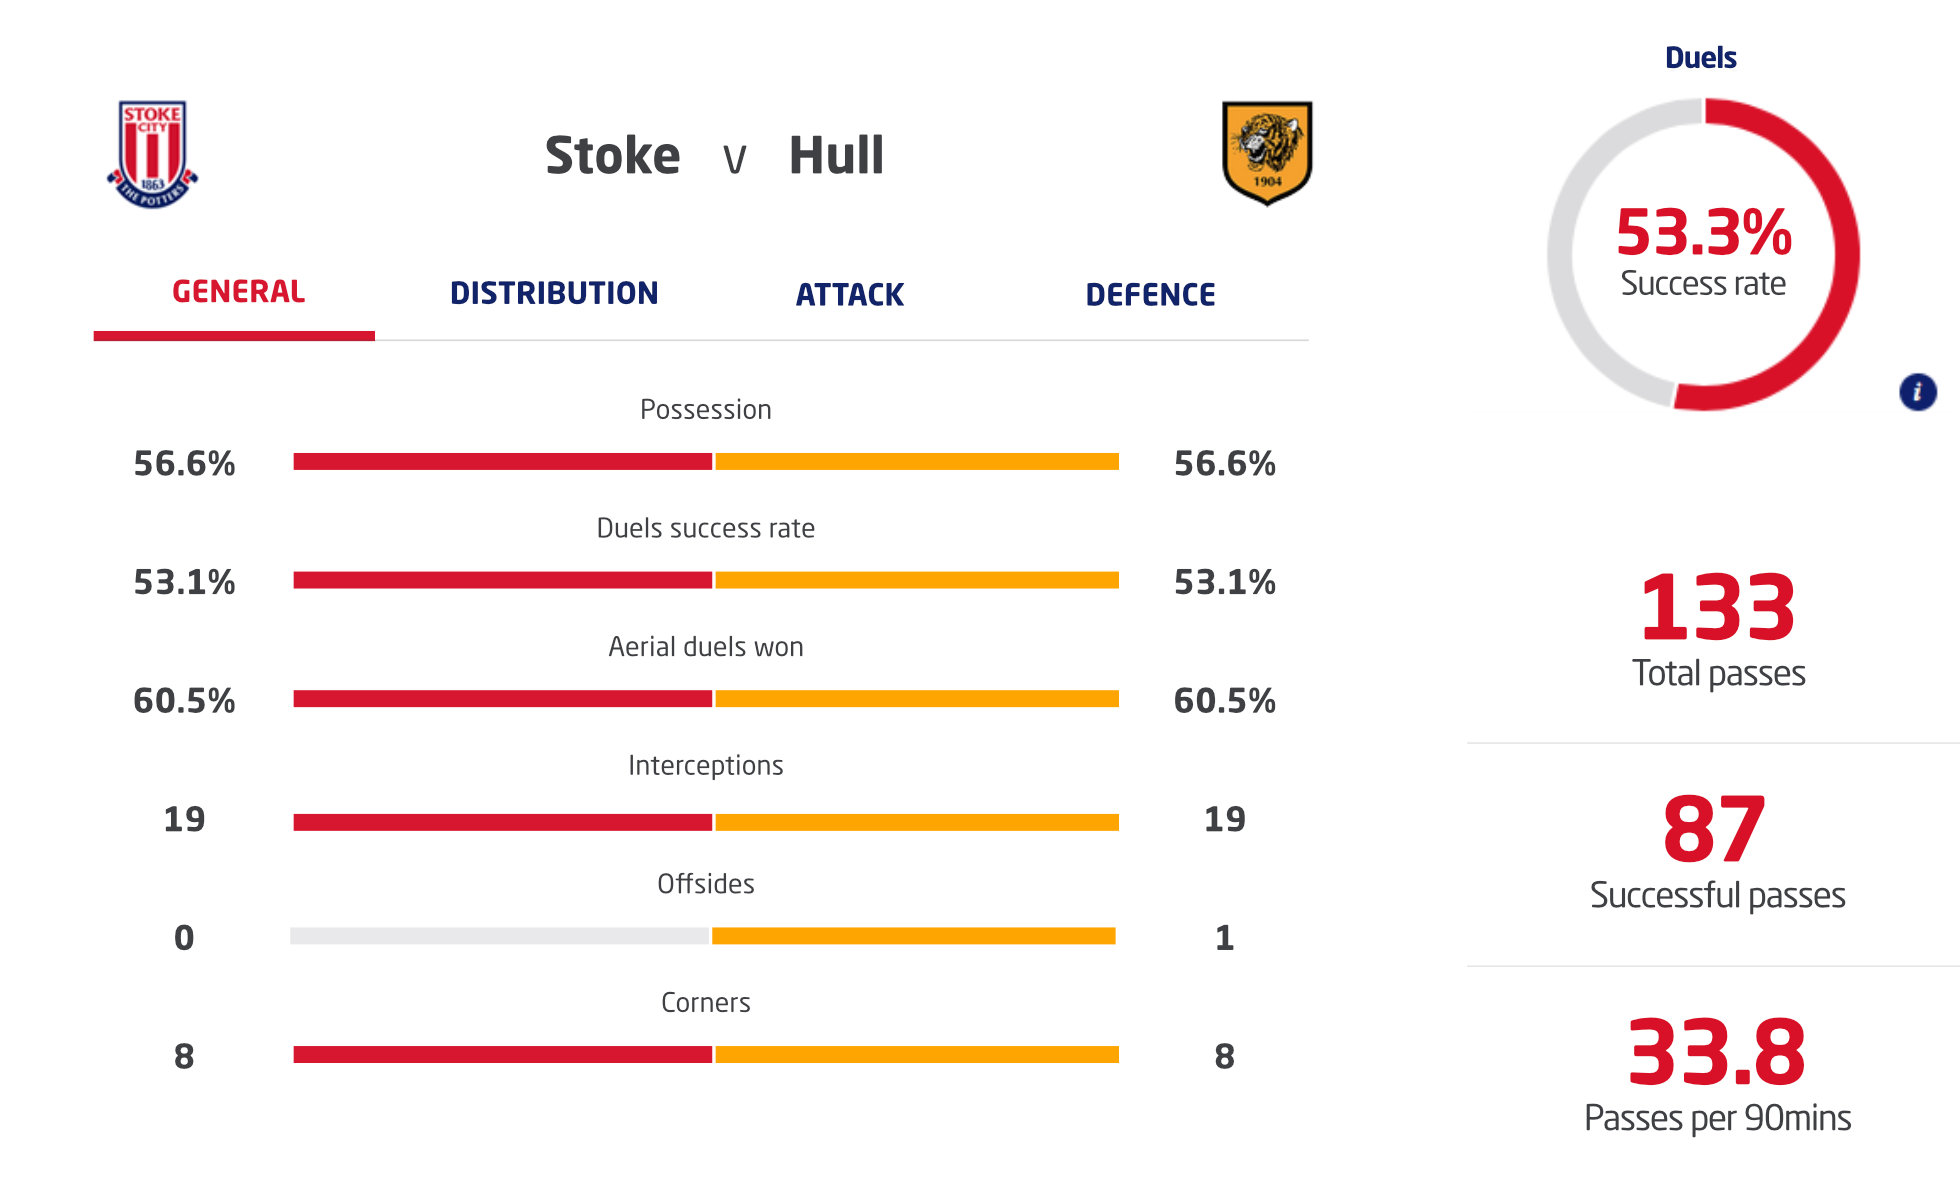 STOKE
CITY
1863
THE POTTERS
Stoke v Hull
1904
GENERAL DISTRIBUTION ATTACK DEFENCE
Possession
56.6% 56.6%
Duels success rate
53.1% 53.1%
Aerial duels won
60.5% 60.5%
Interceptions
19 19
Offsides
0 1
Corners
8 8
Duels
53.3%
Success rate
i
133
Total passes
87
Successful passes
33.8
Passes per 90mins